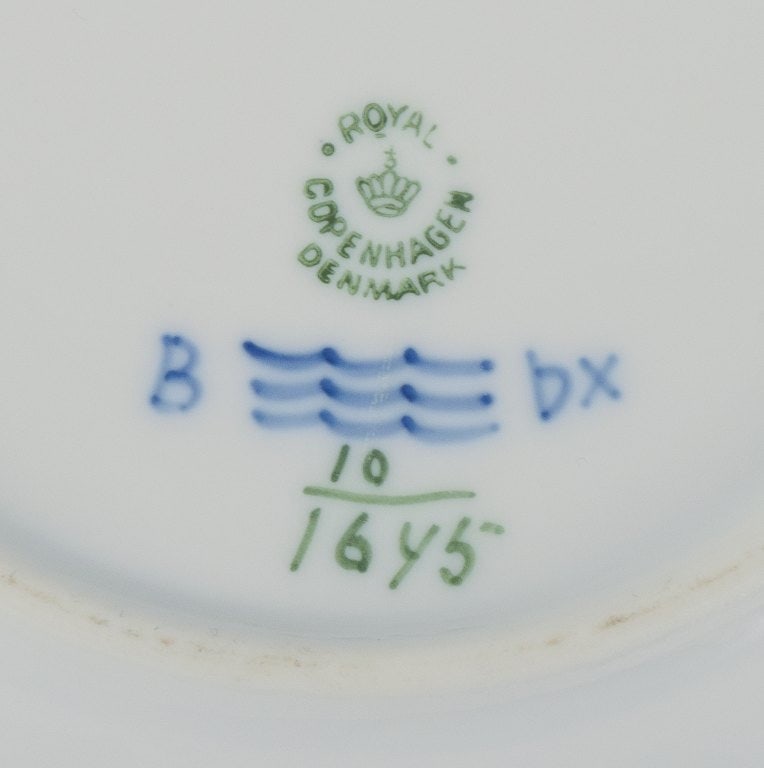 ROYAL
COPENHAGEN
DENMARK
B bx
10
1645